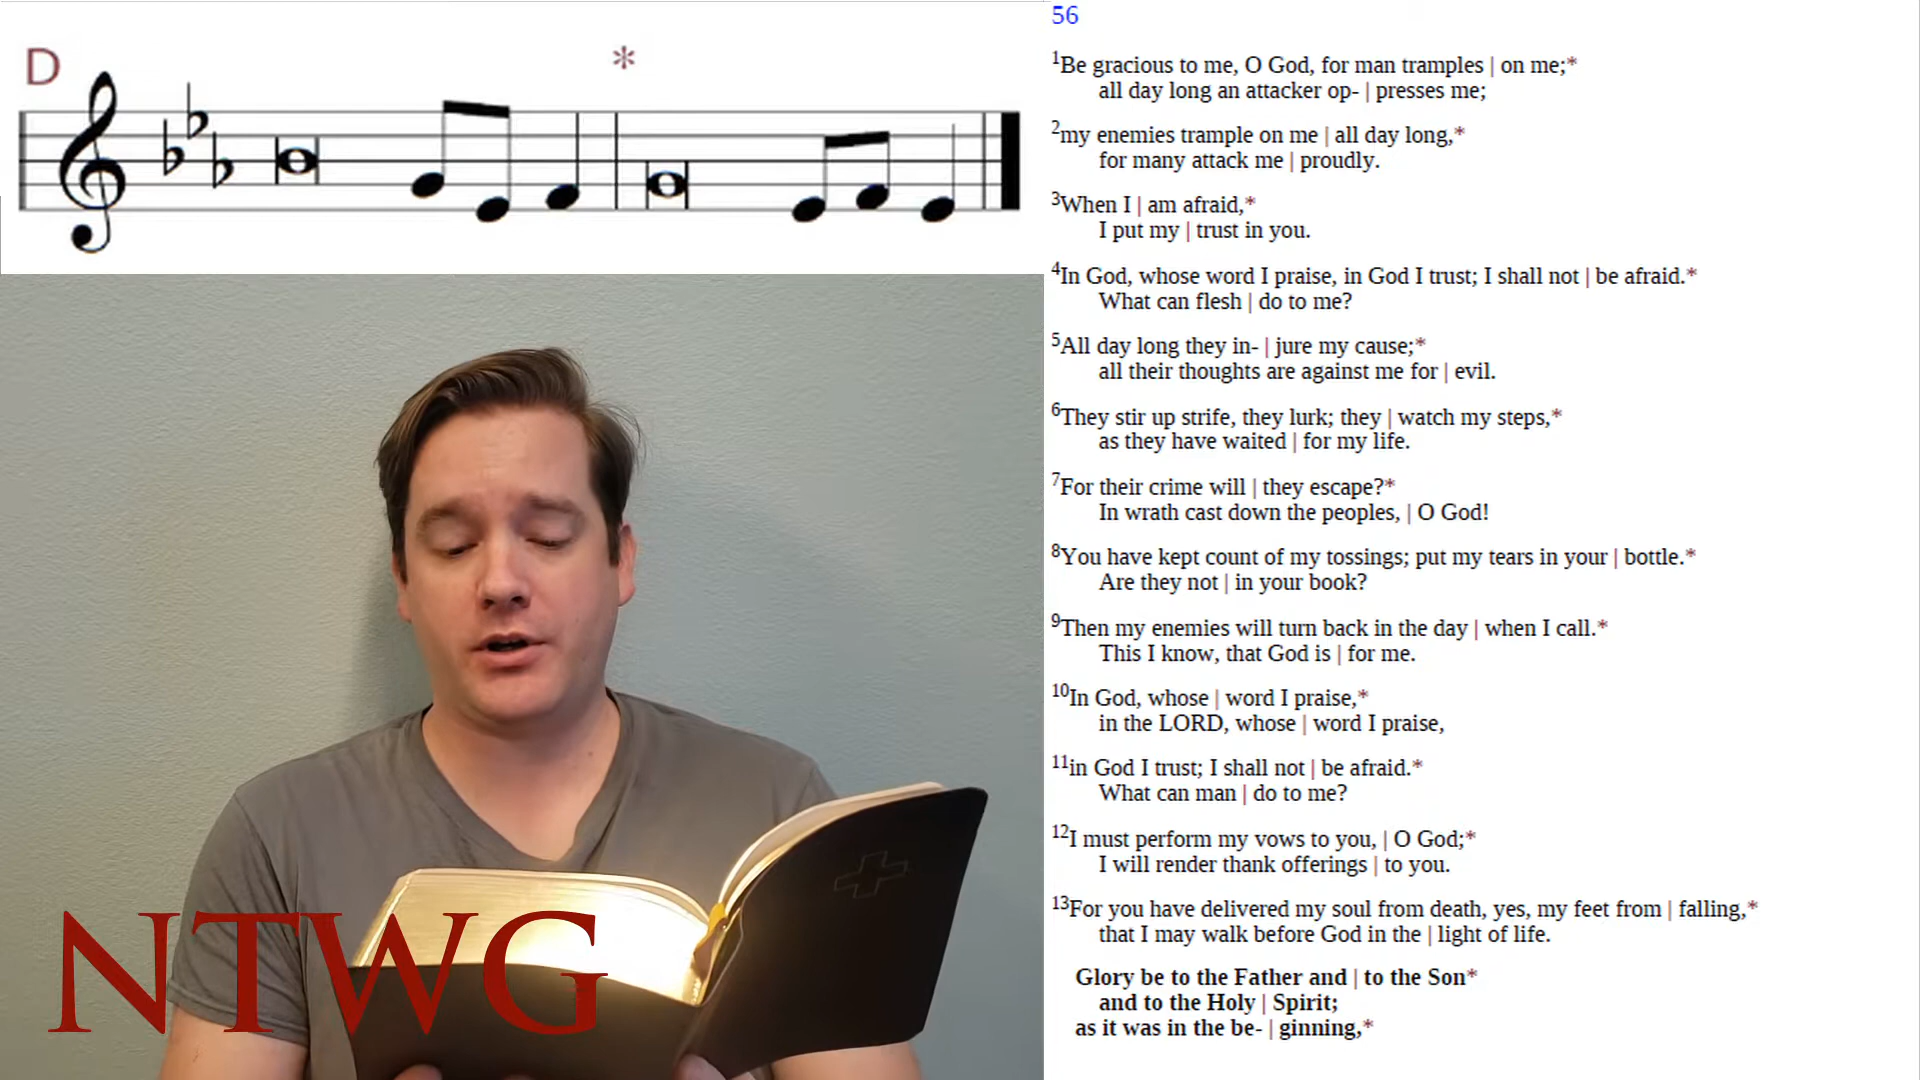 D *
NTWG
56
1Be gracious to me, O God, for man tramples | on me;*
all day long an attacker op- | presses me;
2my enemies trample on me | all day long,*
for many attack me | proudly.
3When I | am afraid,*
I put my | trust in you.
4In God, whose word I praise, in God I trust; I shall not | be afraid.*
What can flesh | do to me?
5All day long they in- | jure my cause;*
all their thoughts are against me for | evil.
6They stir up strife, they lurk; they | watch my steps,*
as they have waited | for my life.
7For their crime will | they escape?*
In wrath cast down the peoples, | O God!
8You have kept count of my tossings; put my tears in your | bottle.*
Are they not | in your book?
9Then my enemies will turn back in the day | when I call.*
This I know, that God is | for me.
10In God, whose | word I praise,*
in the LORD, whose | word I praise,
11in God I trust; I shall not | be afraid.*
What can man | do to me?
12I must perform my vows to you, | O God;*
I will render thank offerings | to you.
13For you have delivered my soul from death, yes, my feet from | falling,*
that I may walk before God in the | light of life.
Glory be to the Father and | to the Son*
and to the Holy | Spirit;
as it was in the be- | ginning,*